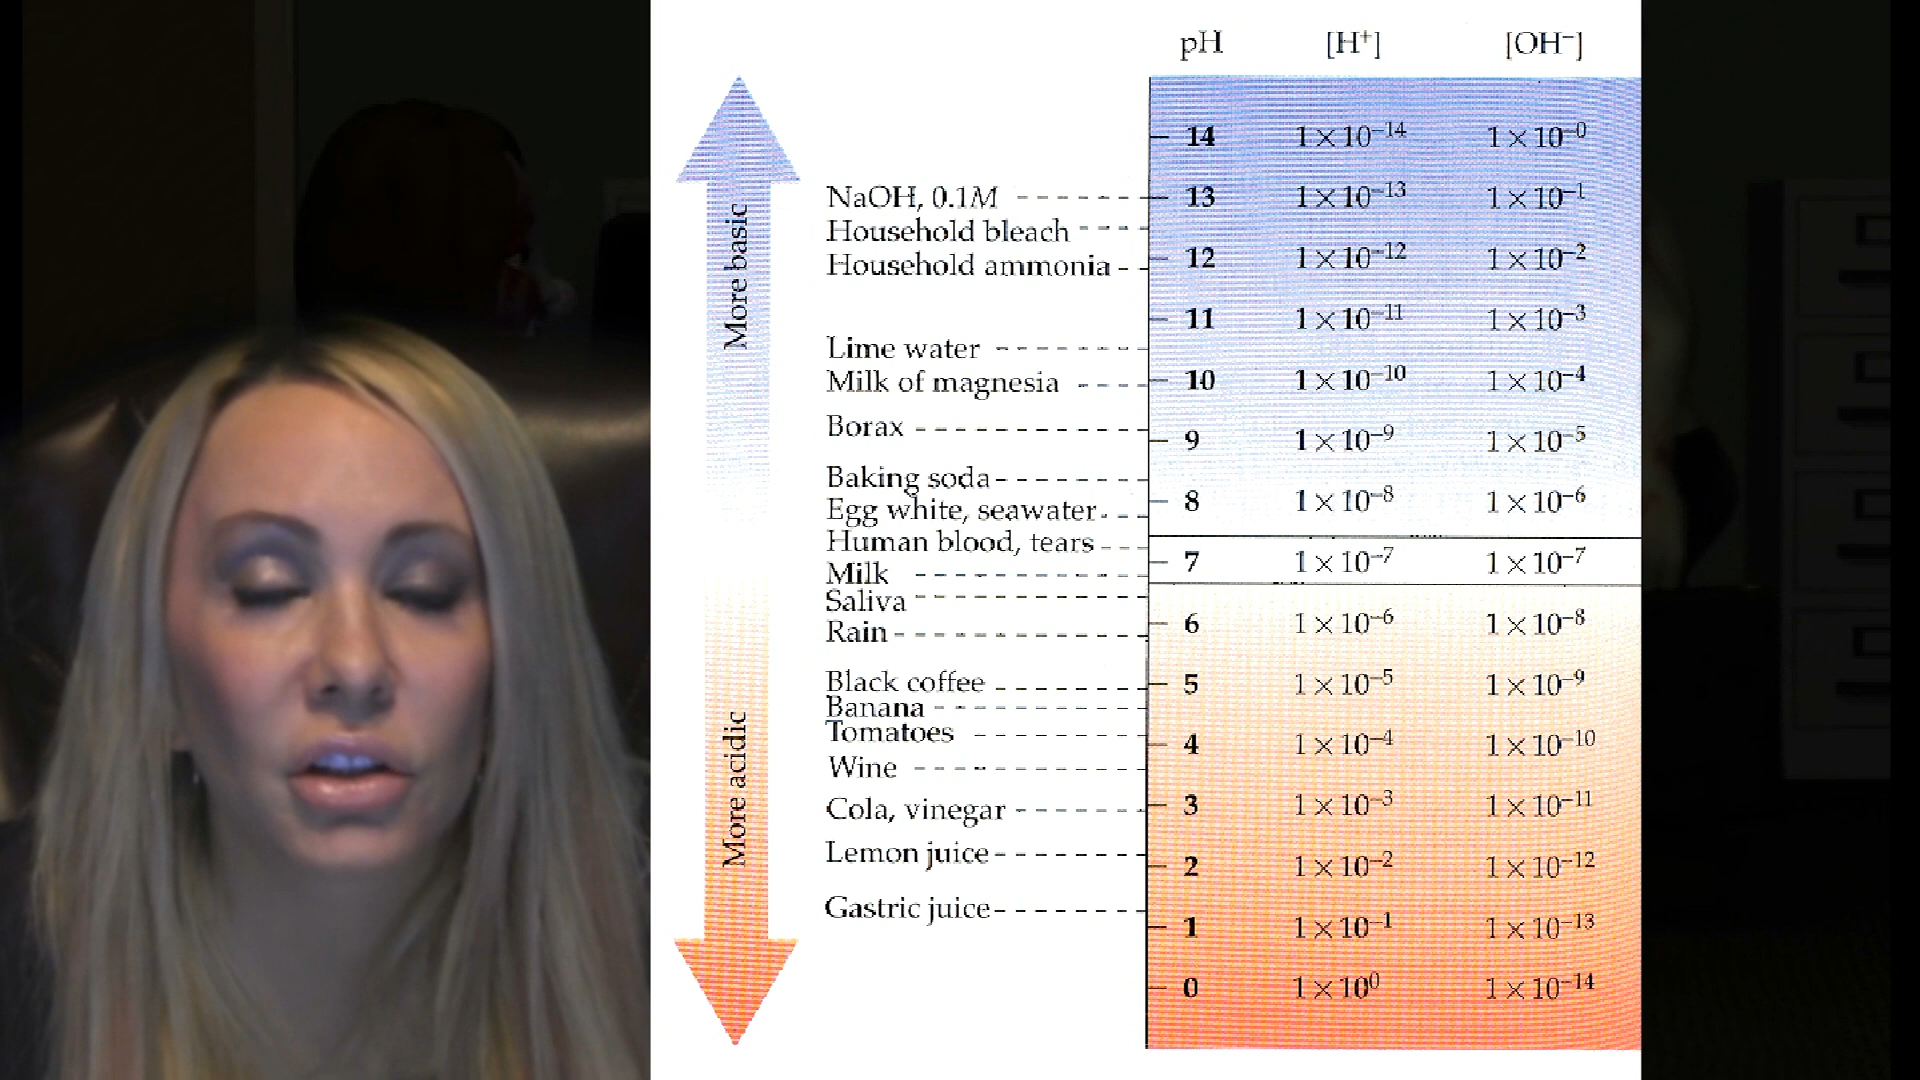 pH [H⁺] [OH⁻]
14 1 × 10⁻¹⁴ 1 × 10⁻⁰
NaOH, 0.1M 13 1 × 10⁻¹³ 1 × 10⁻¹
Household bleach
Household ammonia 12 1 × 10⁻¹² 1 × 10⁻²
11 1 × 10⁻¹¹ 1 × 10⁻³
Lime water
Milk of magnesia 10 1 × 10⁻¹⁰ 1 × 10⁻⁴
Borax
9 1 × 10⁻⁹ 1 × 10⁻⁵
Baking soda
Egg white, seawater 8 1 × 10⁻⁸ 1 × 10⁻⁶
Human blood, tears
7 1 × 10⁻⁷ 1 × 10⁻⁷
Milk
Saliva
Rain 6 1 × 10⁻⁶ 1 × 10⁻⁸
Black coffee 5 1 × 10⁻⁵ 1 × 10⁻⁹
Banana
Tomatoes 4 1 × 10⁻⁴ 1 × 10⁻¹⁰
Wine
Cola, vinegar 3 1 × 10⁻³ 1 × 10⁻¹¹
Lemon juice 2 1 × 10⁻² 1 × 10⁻¹²
Gastric juice
1 1 × 10⁻¹ 1 × 10⁻¹³
0 1 × 10⁰ 1 × 10⁻¹⁴
More basic
More acidic